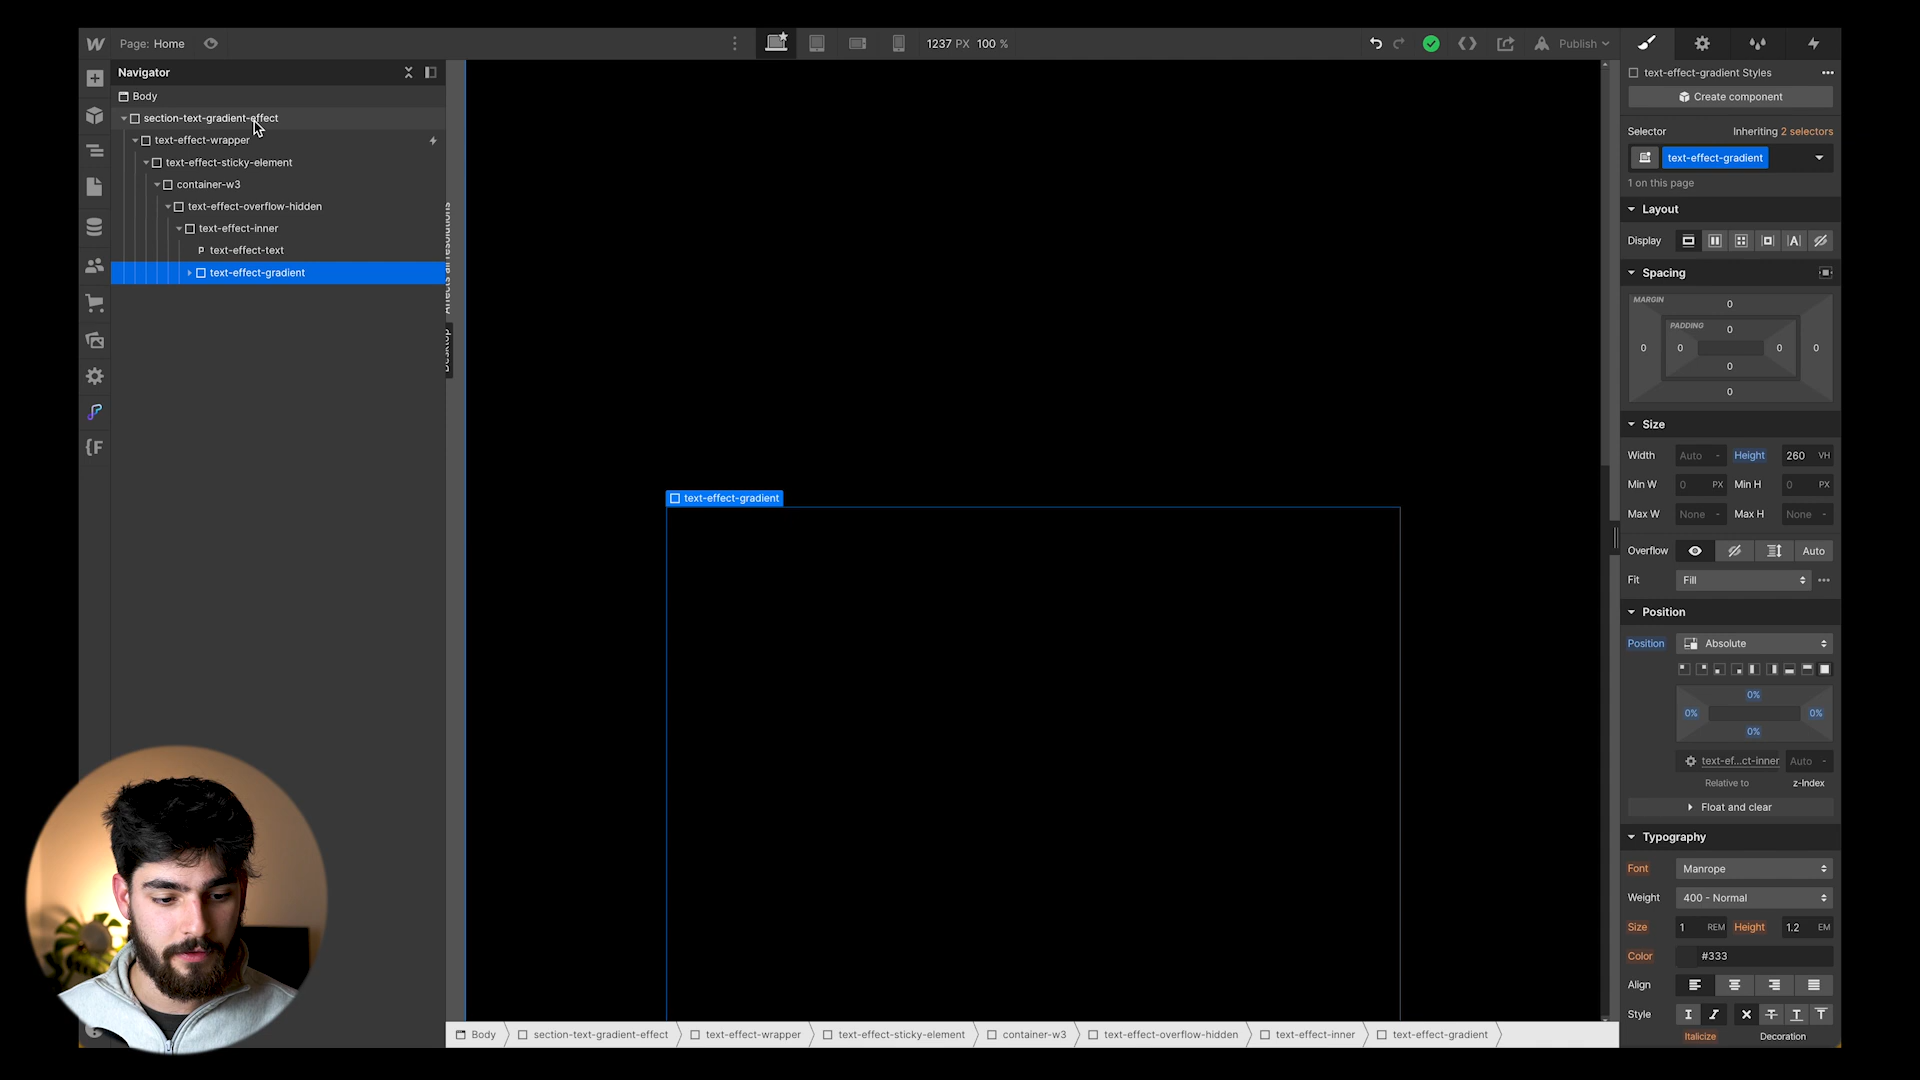 Page: Home
1237 PX 100 %
Publish
Navigator
Body
section-text-gradient-effect
text-effect-wrapper
text-effect-sticky-element
container-w3
text-effect-overflow-hidden
text-effect-inner
text-effect-text
text-effect-gradient
Affects all resolutions
Desktop
text-effect-gradient
text-effect-gradient Styles
Create component
Selector Inheriting 2 selectors
text-effect-gradient
1 on this page
Layout
Display
Spacing
MARGIN 0
PADDING 0
0 0 0 0
0
0
Size
Width Auto - Height 260 VH
Min W 0 PX Min H 0 PX
Max W None - Max H None -
Overflow Auto
Fit Fill
Position
Position Absolute
0%
0% 0%
0%
text-ef...ct-inner Auto -
Relative to z-Index
Float and clear
Typography
Font Manrope
Weight 400 - Normal
Size 1 REM Height 1.2 EM
Color #333
Align
Style
Italicize Decoration
Body section-text-gradient-effect text-effect-wrapper text-effect-sticky-element container-w3 text-effect-overflow-hidden text-effect-inner text-effect-gradient